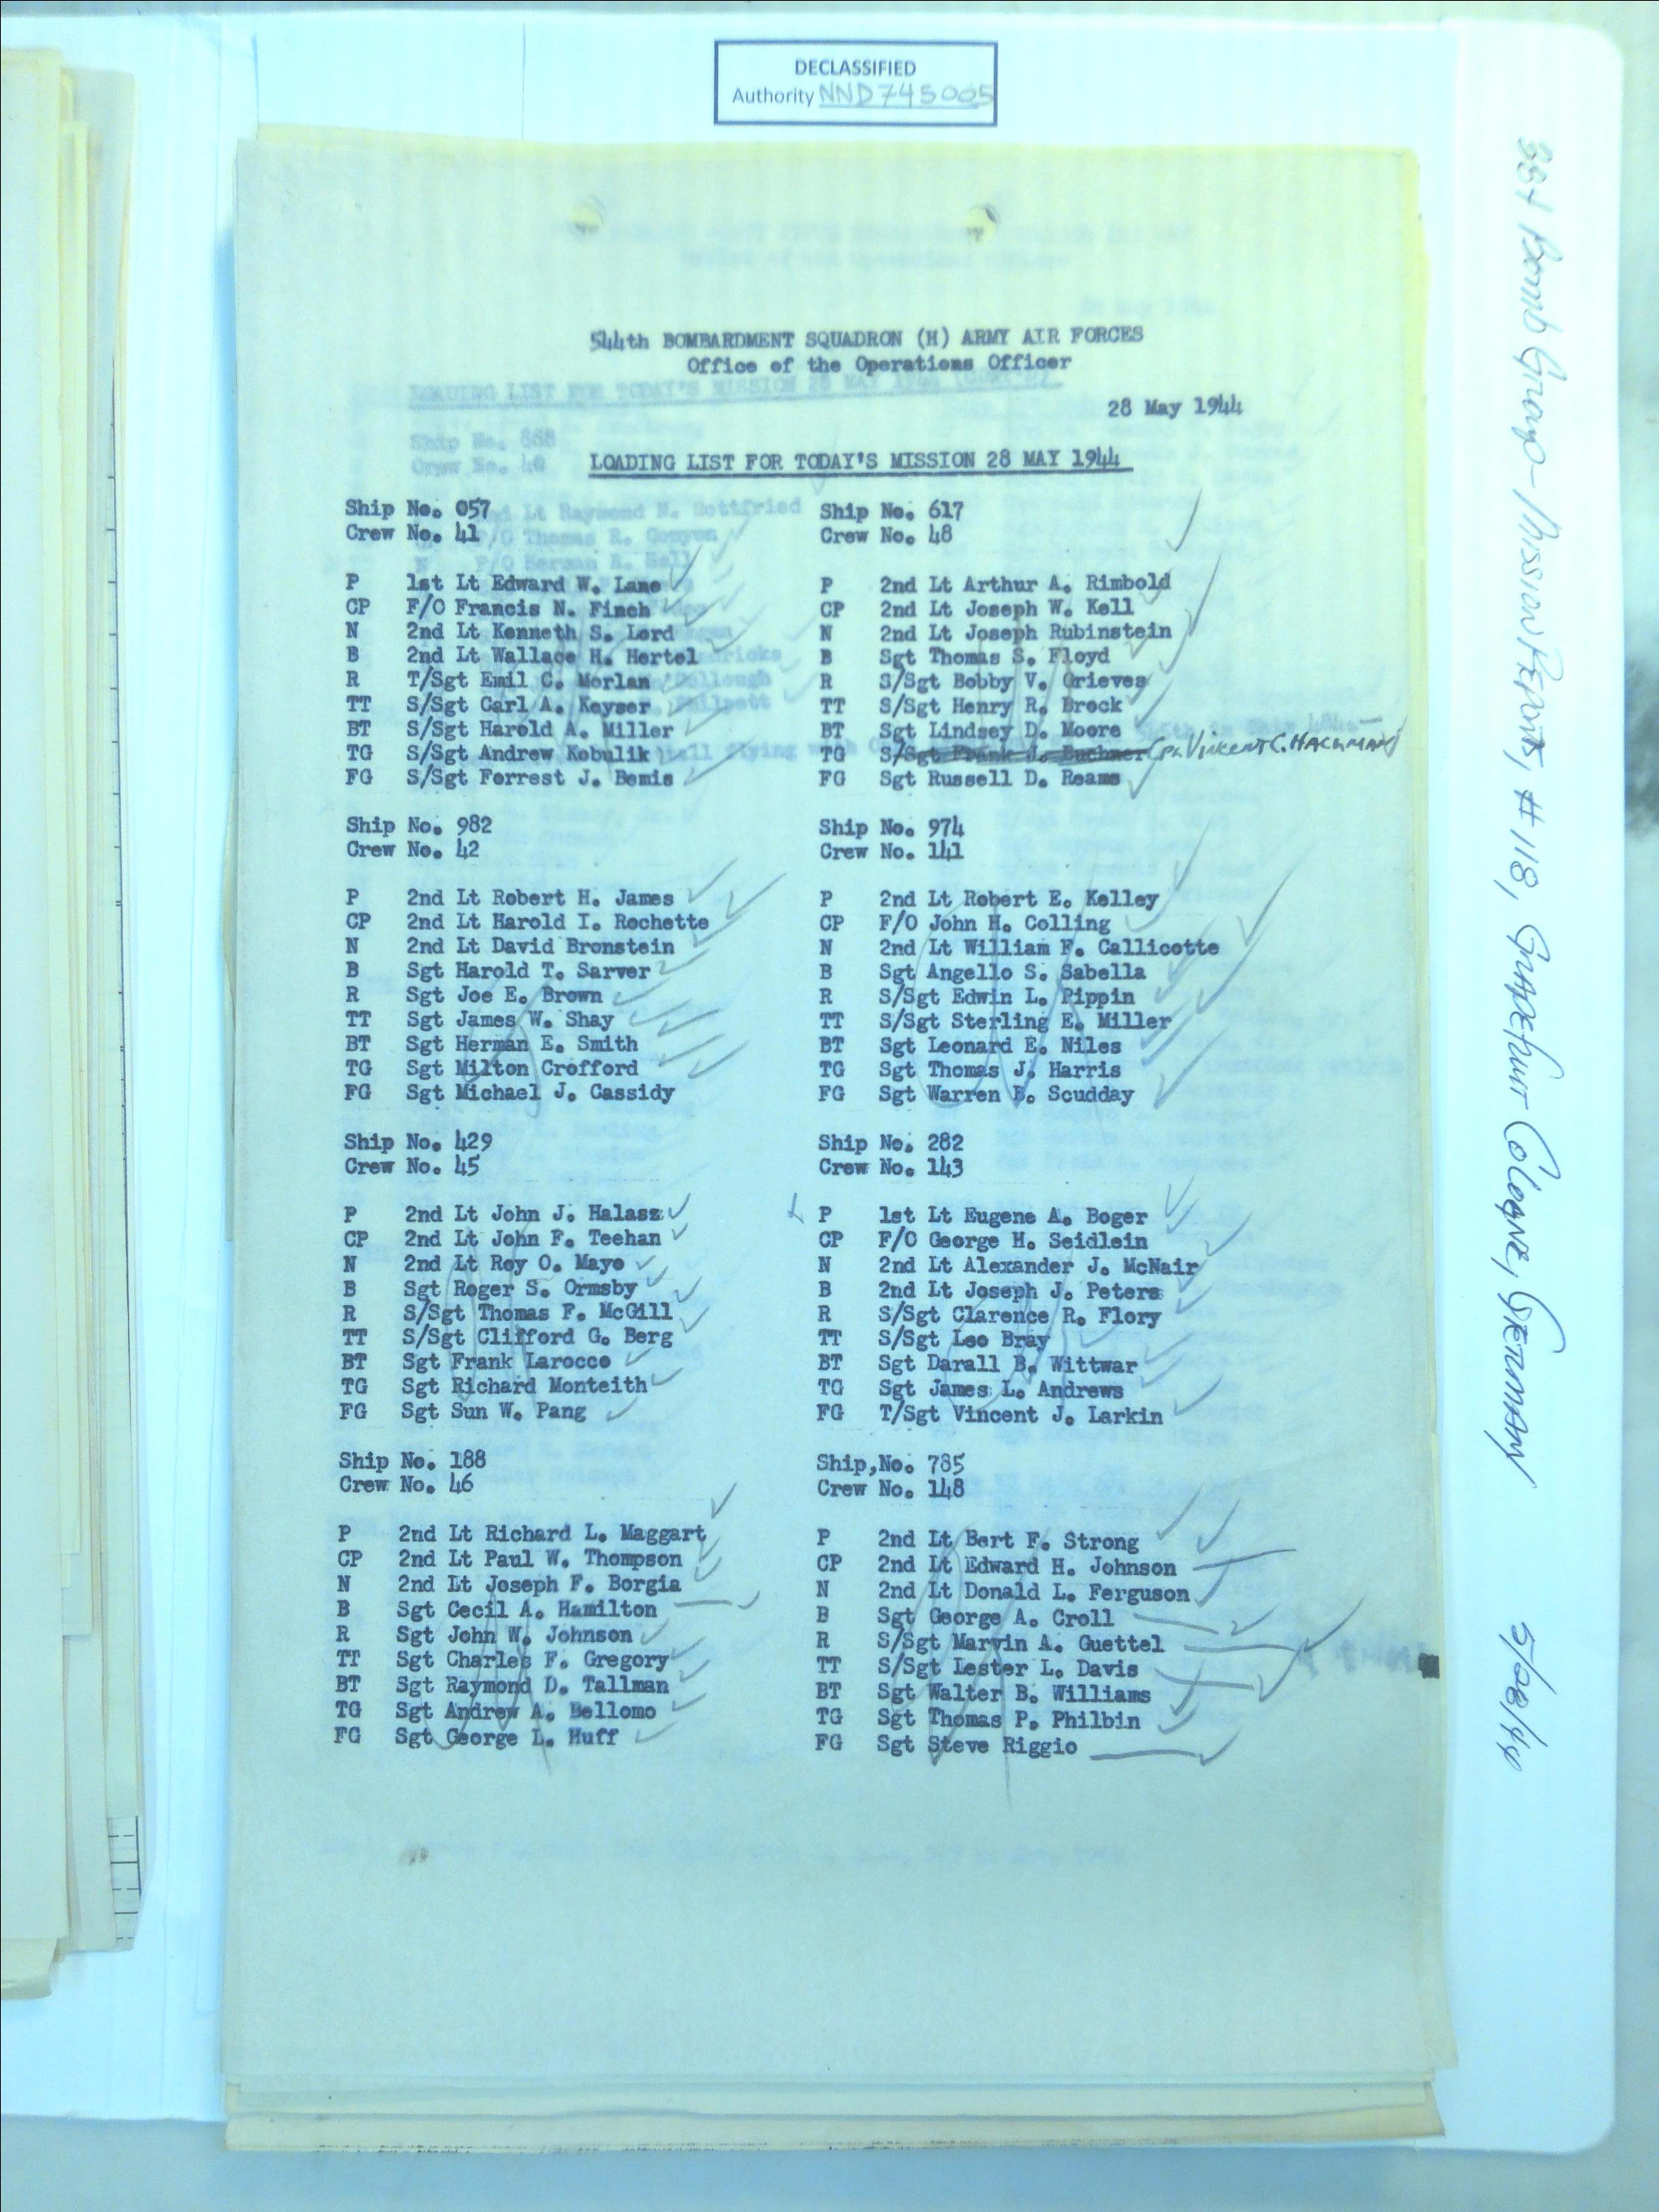 DECLASSIFIED
Authority NND745005
544th BOMBARDMENT SQUADRON (H) ARMY AIR FORCES
Office of the Operations Officer
28 May 1944
LOADING LIST FOR TODAY'S MISSION 28 MAY 1944
Ship No. 057
Crew No. 41
P 1st Lt Edward W. Lane
CP F/O Francis N. Finch
N 2nd Lt Kenneth S. Lord
B 2nd Lt Wallace H. Hertel
R T/Sgt Emil C. Morlan
TT S/Sgt Carl A. Keyser
BT S/Sgt Harold A. Miller
TG S/Sgt Andrew Kobulik
FG S/Sgt Forrest J. Bemis
Ship No. 982
Crew No. 42
P 2nd Lt Robert H. James
CP 2nd Lt Harold I. Rochette
N 2nd Lt David Bronstein
B Sgt Harold T. Sarver
R Sgt Joe E. Brown
TT Sgt James W. Shay
BT Sgt Herman E. Smith
TG Sgt Milton Crofford
FG Sgt Michael J. Cassidy
Ship No. 429
Crew No. 45
P 2nd Lt John J. Halasz
CP 2nd Lt John F. Teehan
N 2nd Lt Roy O. Mayo
B Sgt Roger S. Ormsby
R S/Sgt Thomas F. McGill
TT S/Sgt Clifford G. Berg
BT Sgt Frank Larocco
TG Sgt Richard Monteith
FG Sgt Sun W. Pang
Ship No. 188
Crew No. 46
P 2nd Lt Richard L. Maggart
CP 2nd Lt Paul W. Thompson
N 2nd Lt Joseph F. Borgia
B Sgt Cecil A. Hamilton
R Sgt John W. Johnson
TT Sgt Charles F. Gregory
BT Sgt Raymond D. Tallman
TG Sgt Andrew A. Bellomo
FG Sgt George L. Huff
Ship No. 617
Crew No. 48
P 2nd Lt Arthur A. Rimbold
CP 2nd Lt Joseph W. Kell
N 2nd Lt Joseph Rubinstein
B Sgt Thomas S. Floyd
R S/Sgt Bobby V. Grieves
TT S/Sgt Henry R. Breck
BT Sgt Lindsey D. Moore
TG S/Sgt Frank J. Buchmer Vincent C. HACHMAN
FG Sgt Russell D. Reams
Ship No. 974
Crew No. 141
P 2nd Lt Robert E. Kelley
CP F/O John H. Colling
N 2nd Lt William F. Callicotte
B Sgt Angello S. Sabella
R S/Sgt Edwin L. Pippin
TT S/Sgt Sterling E. Miller
BT Sgt Leonard E. Niles
TG Sgt Thomas J. Harris
FG Sgt Warren B. Scudday
Ship No. 282
Crew No. 143
P 1st Lt Eugene A. Boger
CP F/O George H. Seidlein
N 2nd Lt Alexander J. McNair
B 2nd Lt Joseph J. Peters
R S/Sgt Clarence R. Flory
TT S/Sgt Leo Bray
BT Sgt Darall B. Wittwar
TG Sgt James L. Andrews
FG T/Sgt Vincent J. Larkin
Ship,No. 785
Crew No. 148
P 2nd Lt Bert F. Strong
CP 2nd Lt Edward H. Johnson
N 2nd Lt Donald L. Ferguson
B Sgt George A. Croll
R S/Sgt Marvin A. Guettel
TT S/Sgt Lester L. Davis
BT Sgt Walter B. Williams
TG Sgt Thomas P. Philbin
FG Sgt Steve Riggio
384 Bomb Group - Mission Reports, #118, Cologne, GERMANY 5/28/44